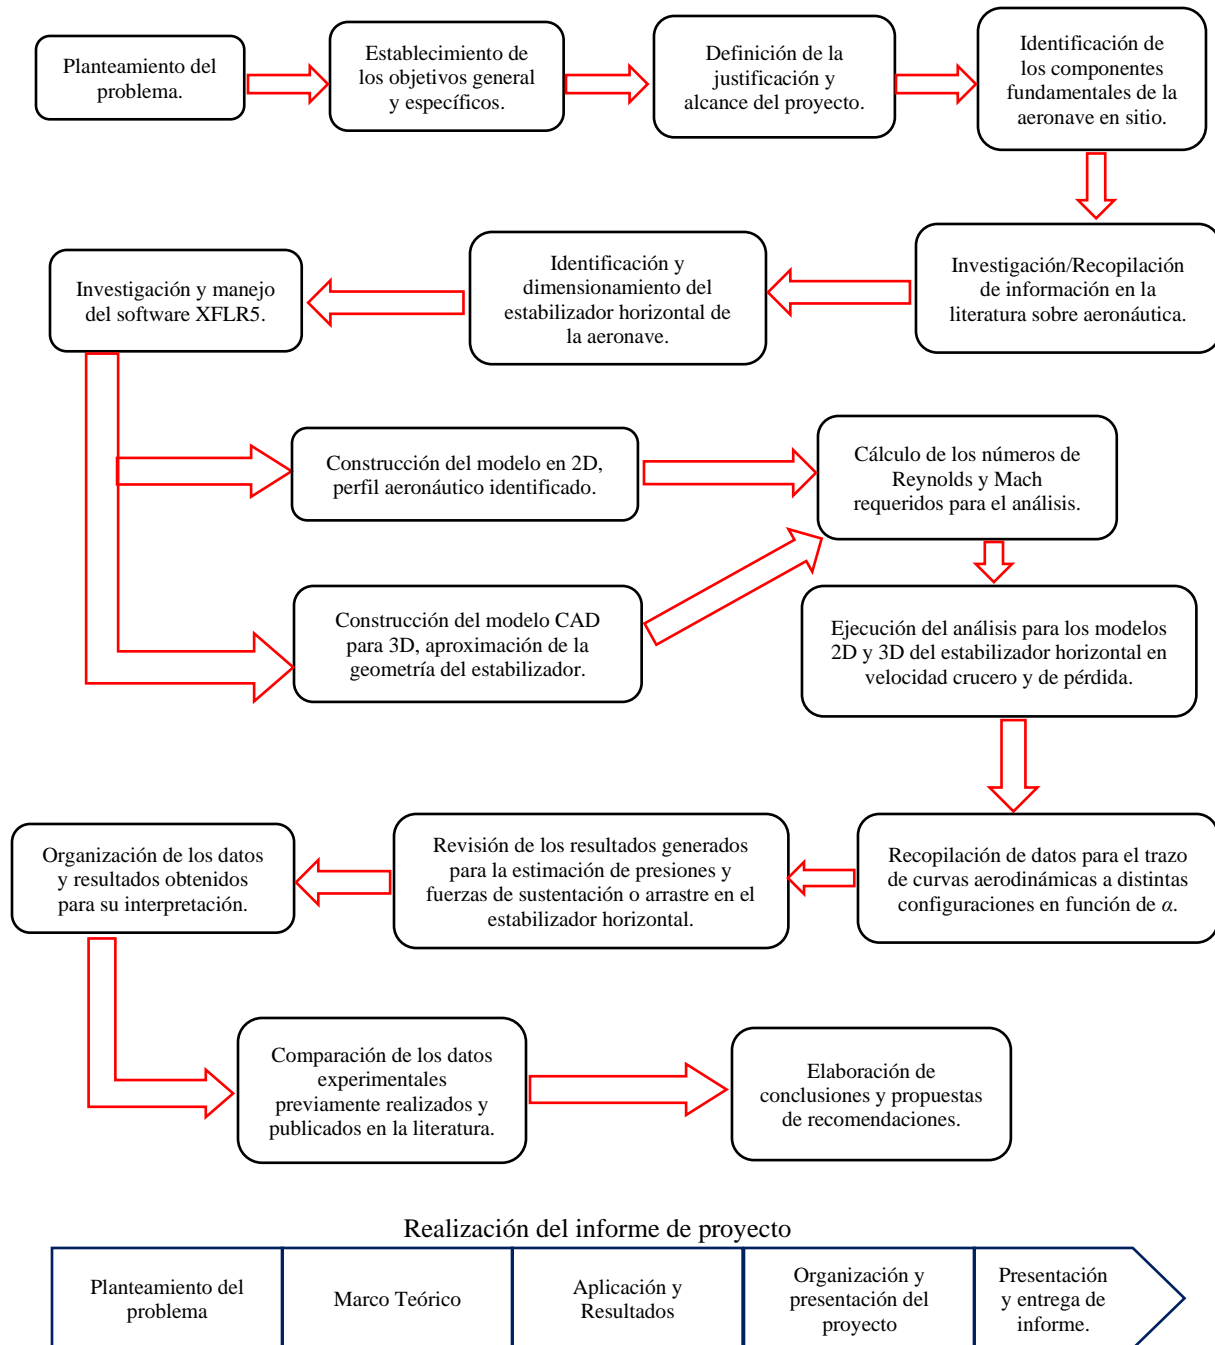 Planteamiento del
problema.
Establecimiento de
los objetivos general
y específicos.
Definición de la
justificación y
alcance del proyecto.
Identificación de
los componentes
fundamentales de la
aeronave en sitio.
Investigación/Recopilación
de información en la
literatura sobre aeronáutica.
Identificación y
dimensionamiento del
estabilizador horizontal de
la aeronave.
Investigación y manejo
del software XFLR5.
Construcción del modelo en 2D,
perfil aeronáutico identificado.
Construcción del modelo CAD
para 3D, aproximación de la
geometría del estabilizador.
Cálculo de los números de
Reynolds y Mach
requeridos para el análisis.
Ejecución del análisis para los modelos
2D y 3D del estabilizador horizontal en
velocidad crucero y de pérdida.
Recopilación de datos para el trazo
de curvas aerodinámicas a distintas
configuraciones en función de α.
Revisión de los resultados generados
para la estimación de presiones y
fuerzas de sustentación o arrastre en el
estabilizador horizontal.
Organización de los datos
y resultados obtenidos
para su interpretación.
Comparación de los datos
experimentales
previamente realizados y
publicados en la literatura.
Elaboración de
conclusiones y propuestas
de recomendaciones.
Realización del informe de proyecto
Planteamiento del
problema
Marco Teórico
Aplicación y
Resultados
Organización y
presentación del
proyecto
Presentación
y entrega de
informe.